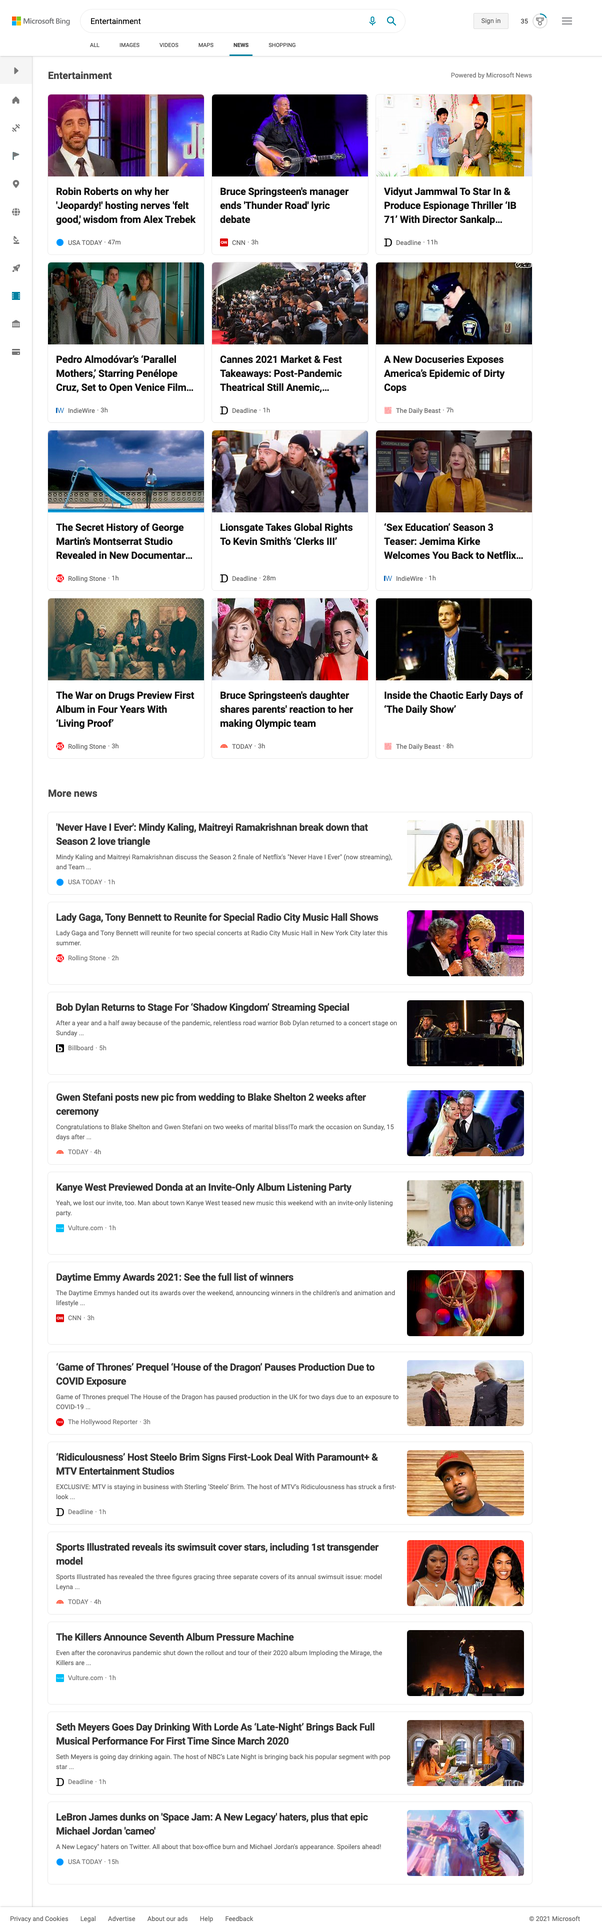 Microsoft Bing
Entertainment
Sign in
35
ALL IMAGES VIDEOS MAPS NEWS SHOPPING
Entertainment
Powered by Microsoft News
Robin Roberts on why her
'Jeopardy!' hosting nerves 'felt
good,' wisdom from Alex Trebek
USA TODAY · 47m
Bruce Springsteen's manager
ends 'Thunder Road' lyric
debate
CNN · 3h
Vidyut Jammwal To Star In &
Produce Espionage Thriller ‘IB
71’ With Director Sankalp...
Deadline · 11h
Pedro Almodóvar’s ‘Parallel
Mothers,’ Starring Penélope
Cruz, Set to Open Venice Film...
IndieWire · 3h
Cannes 2021 Market & Fest
Takeaways: Post-Pandemic
Theatrical Still Anemic,...
Deadline · 1h
A New Docuseries Exposes
America’s Epidemic of Dirty
Cops
The Daily Beast · 7h
The Secret History of George
Martin’s Montserrat Studio
Revealed in New Documentar...
Rolling Stone · 1h
Lionsgate Takes Global Rights
To Kevin Smith’s ‘Clerks III’
Deadline · 28m
‘Sex Education’ Season 3
Teaser: Jemima Kirke
Welcomes You Back to Netflix...
IndieWire · 1h
The War on Drugs Preview First
Album in Four Years With
‘Living Proof’
Rolling Stone · 3h
Bruce Springsteen's daughter
shares parents' reaction to her
making Olympic team
TODAY · 3h
Inside the Chaotic Early Days of
‘The Daily Show’
The Daily Beast · 8h
More news
'Never Have I Ever': Mindy Kaling, Maitreyi Ramakrishnan break down that
Season 2 love triangle
Mindy Kaling and Maitreyi Ramakrishnan discuss the Season 2 finale of Netflix's "Never Have I Ever" (now streaming),
and Team ...
USA TODAY · 1h
Lady Gaga, Tony Bennett to Reunite for Special Radio City Music Hall Shows
Lady Gaga and Tony Bennett will reunite for two special concerts at Radio City Music Hall in New York City later this
summer.
Rolling Stone · 2h
Bob Dylan Returns to Stage For ‘Shadow Kingdom’ Streaming Special
After a year and a half away because of the pandemic, relentless road warrior Bob Dylan returned to a concert stage on
Sunday ...
Billboard · 5h
Gwen Stefani posts new pic from wedding to Blake Shelton 2 weeks after
ceremony
Congratulations to Blake Shelton and Gwen Stefani on two weeks of marital bliss!To mark the occasion on Sunday, 15
days after ...
TODAY · 4h
Kanye West Previewed Donda at an Invite-Only Album Listening Party
Yeah, we lost our invite, too. Man about town Kanye West teased new music this weekend with an invite-only listening
party.
Vulture.com · 1h
Daytime Emmy Awards 2021: See the full list of winners
The Daytime Emmys handed out its awards over the weekend, announcing winners in the children's and animation and
lifestyle ...
CNN · 3h
‘Game of Thrones’ Prequel ‘House of the Dragon’ Pauses Production Due to
COVID Exposure
Game of Thrones prequel The House of the Dragon has paused production in the UK for two days due to an exposure to
COVID-19 ...
The Hollywood Reporter · 3h
‘Ridiculousness’ Host Steelo Brim Signs First-Look Deal With Paramount+ &
MTV Entertainment Studios
EXCLUSIVE: MTV is staying in business with Sterling ‘Steelo’ Brim. The host of MTV’s Ridiculousness has struck a first-
look ...
Deadline · 1h
Sports Illustrated reveals its swimsuit cover stars, including 1st transgender
model
Sports Illustrated has revealed the three figures gracing three separate covers of its annual swimsuit issue: model
Leyna ...
TODAY · 4h
The Killers Announce Seventh Album Pressure Machine
Even after the coronavirus pandemic shut down the rollout and tour of their 2020 album Imploding the Mirage, the
Killers are ...
Vulture.com · 1h
Seth Meyers Goes Day Drinking With Lorde As ‘Late-Night’ Brings Back Full
Musical Performance For First Time Since March 2020
Seth Meyers is going day drinking again. The host of NBC’s Late Night is bringing back his popular segment with pop
star ...
Deadline · 1h
LeBron James dunks on 'Space Jam: A New Legacy' haters, plus that epic
Michael Jordan 'cameo'
A New Legacy" haters on Twitter. All about that box-office burn and Michael Jordan's appearance. Spoilers ahead!
USA TODAY · 15h
Privacy and Cookies Legal Advertise About our ads Help Feedback
© 2021 Microsoft